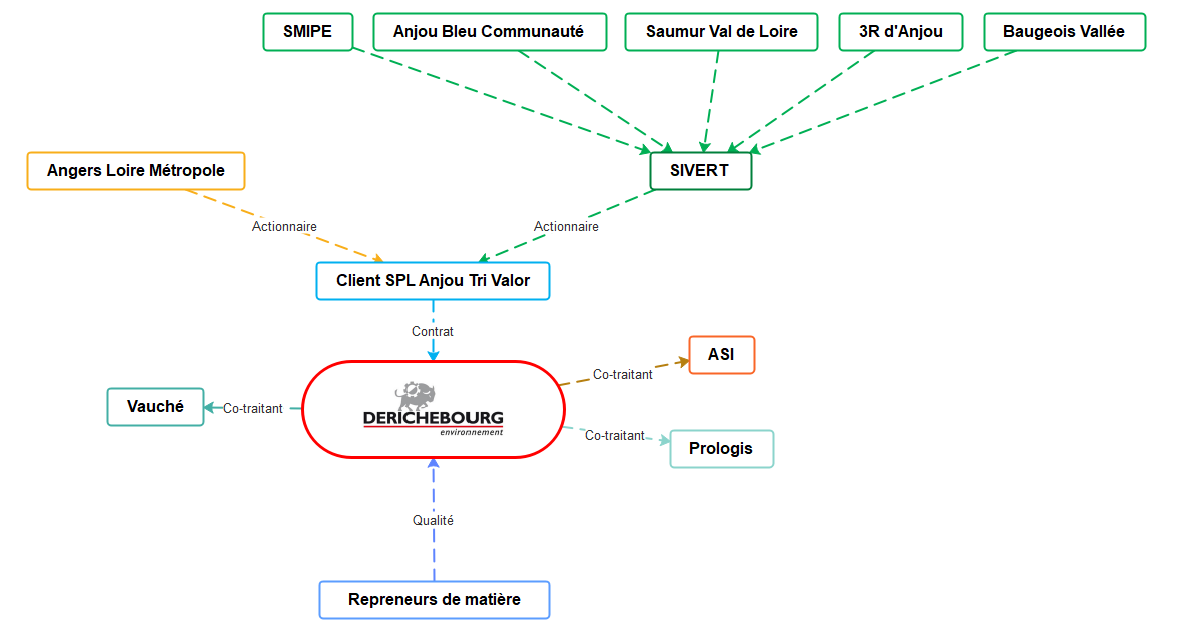 SMIPE
Anjou Bleu Communauté
Saumur Val de Loire
3R d'Anjou
Baugeois Vallée
Angers Loire Métropole
SIVERT
Actionnaire
Actionnaire
Client SPL Anjou Tri Valor
Contrat
ASI
Co-traitant
Vauché
Co-traitant
DERICHEBOURG
environnement
Co-traitant
Prologis
Qualité
Repreneurs de matière